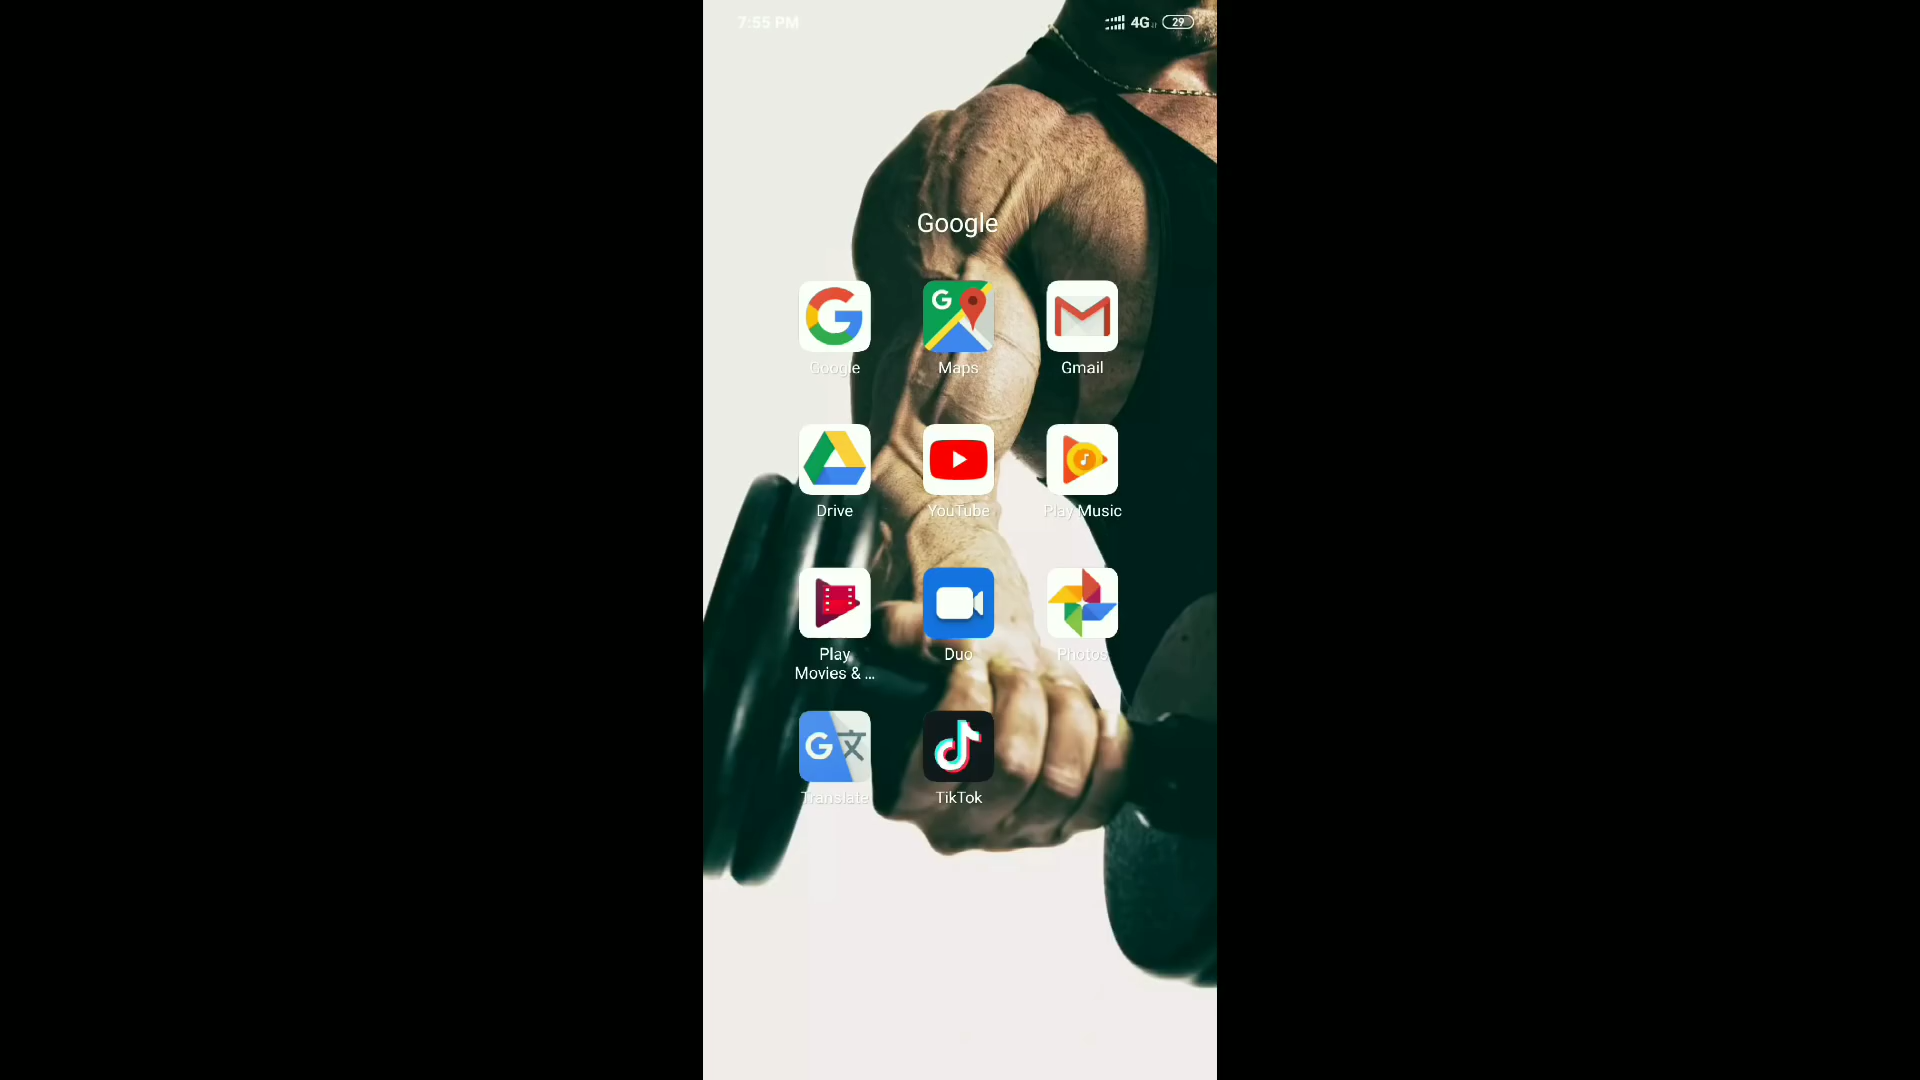 7:55 PM 4G 29
Google
Google Maps Gmail
Drive YouTube Play Music
Play Duo Photos
Movies & ...
Translate TikTok